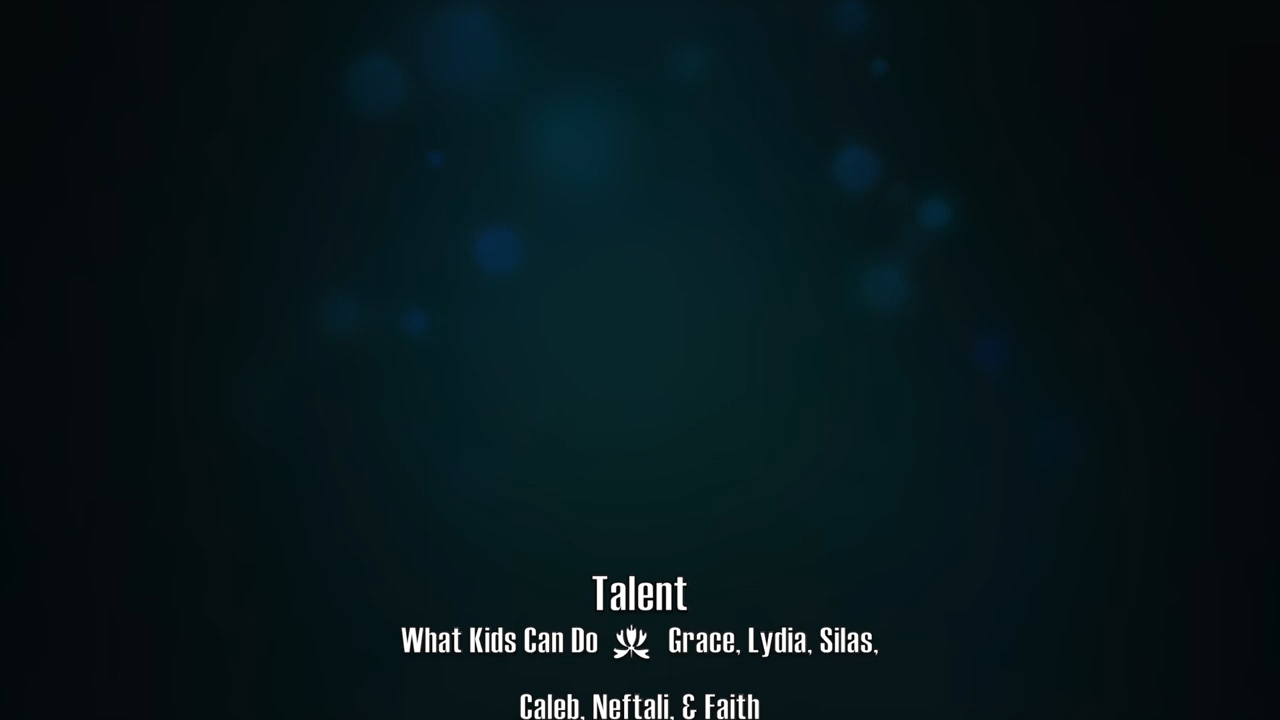 Talent
What Kids Can Do Grace, Lydia, Silas,
Caleb, Neftali, & Faith